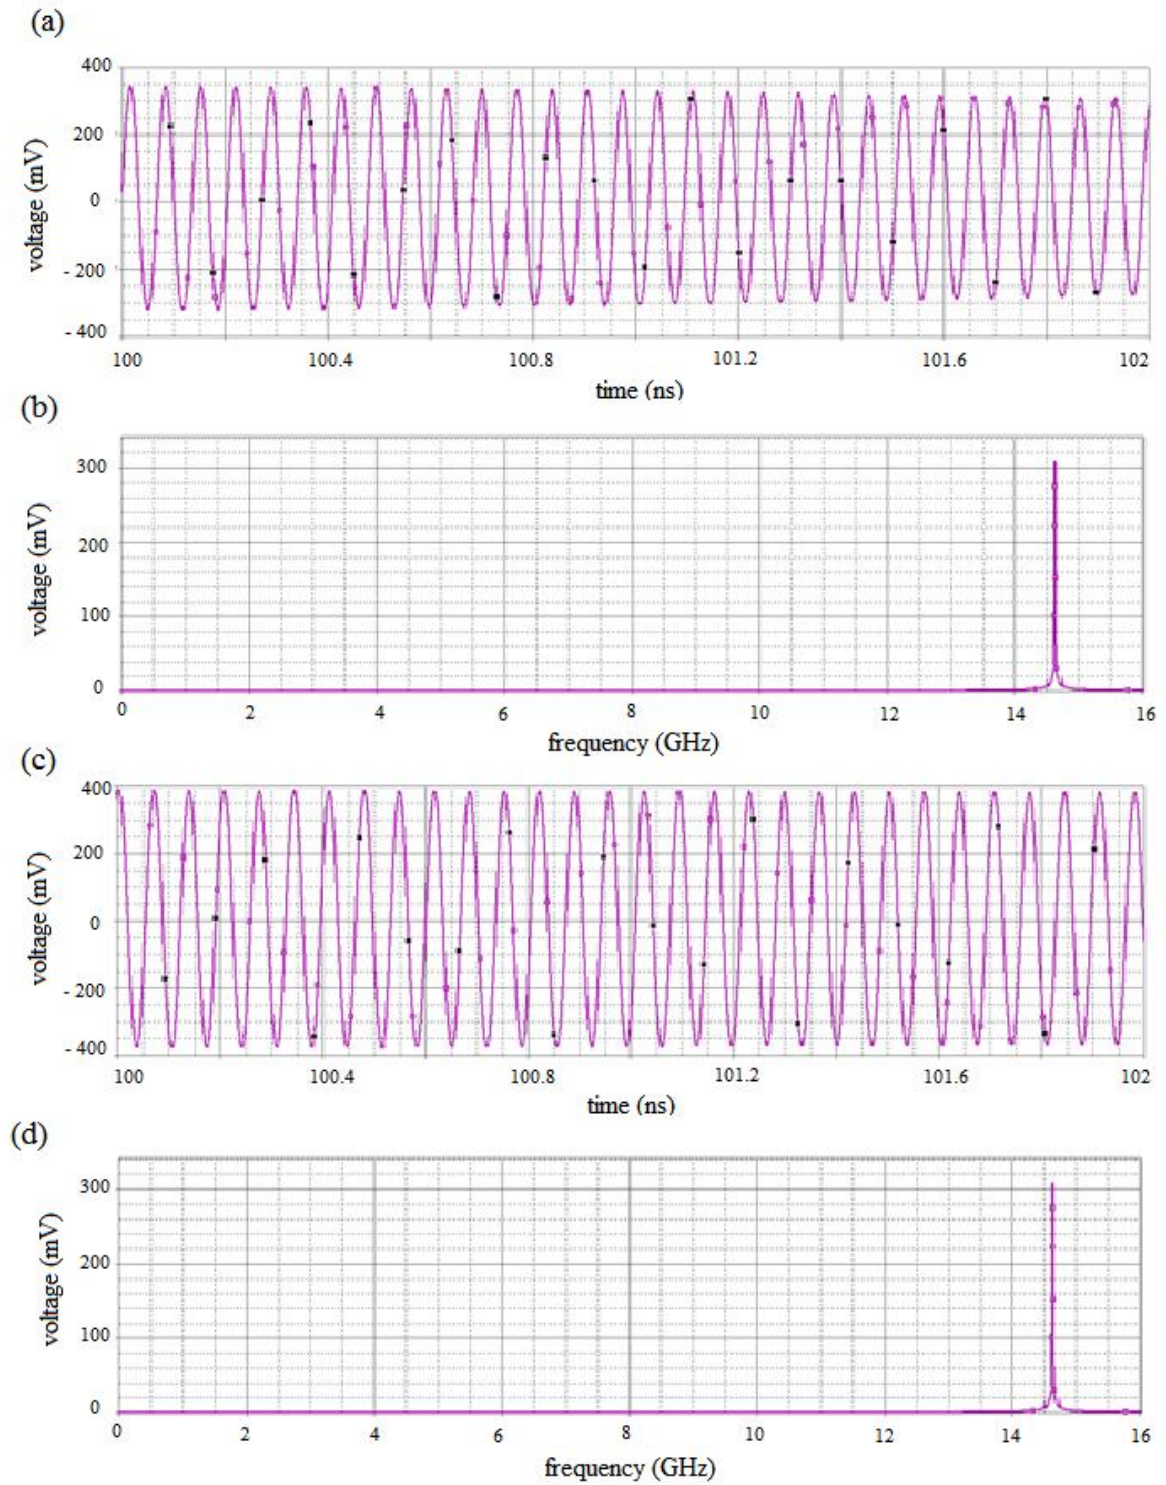 (a)
400
200
0
- 200
- 400
voltage (mV)
100 100.4 100.8 101.2 101.6 102
time (ns)
(b)
300
200
100
0
voltage (mV)
0 2 4 6 8 10 12 14 16
frequency (GHz)
(c)
400
200
0
- 200
- 400
voltage (mV)
100 100.4 100.8 101.2 101.6 102
time (ns)
(d)
300
200
100
0
voltage (mV)
0 2 4 6 8 10 12 14 16
frequency (GHz)